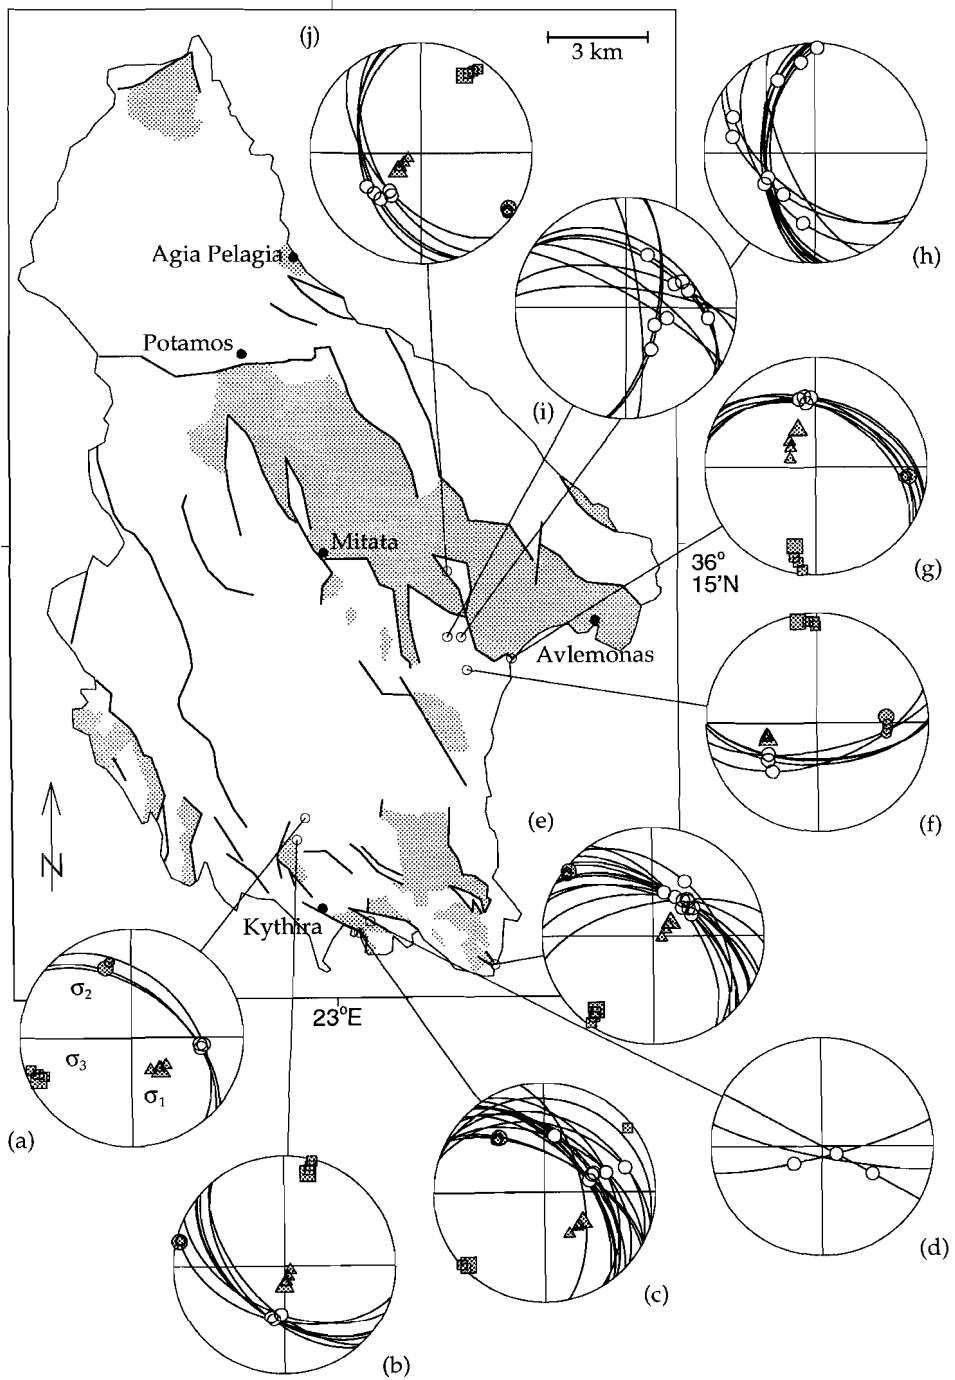 (j)
3 km
(h)
Agia Pelagia
Potamos
(i)
Mitata
36°
15'N
(g)
Avlemonas
(e)
(f)
N
Kythira
23°E
σ2
σ3
σ1
(a)
(d)
(c)
(b)